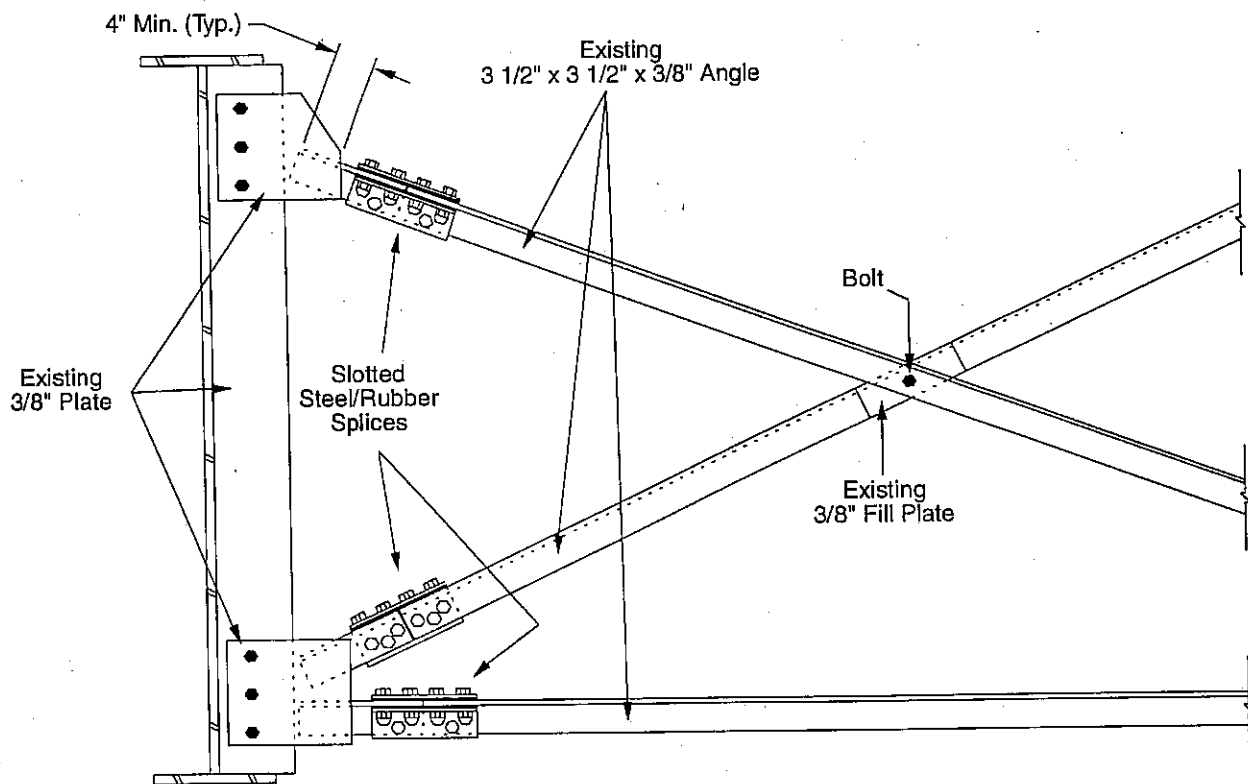 4" Min. (Typ.)
Existing
3 1/2" x 3 1/2" x 3/8" Angle
Bolt
Existing
3/8" Plate
Slotted
Steel/Rubber
Splices
Existing
3/8" Fill Plate